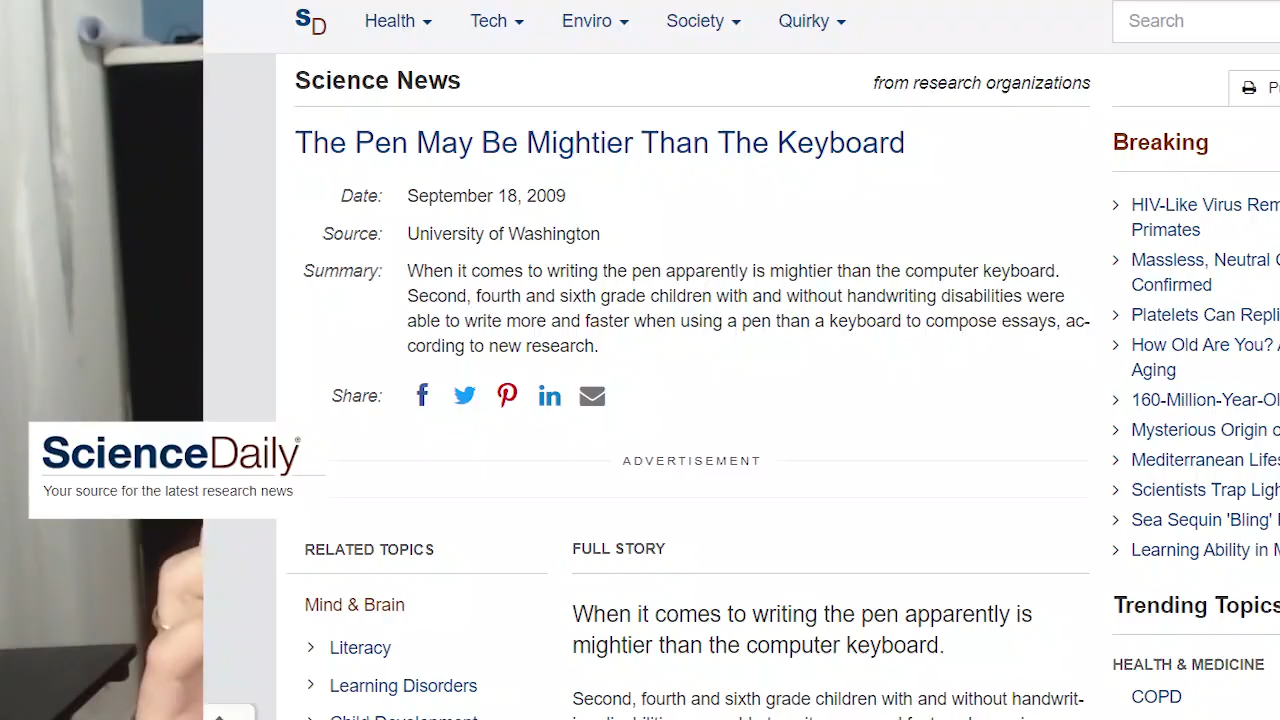 SD
Health
Tech
Enviro
Society
Quirky
Search
Science News
from research organizations
The Pen May Be Mightier Than The Keyboard
Date:
September 18, 2009
Source:
University of Washington
Summary:
When it comes to writing the pen apparently is mightier than the computer keyboard.
Second, fourth and sixth grade children with and without handwriting disabilities were
able to write more and faster when using a pen than a keyboard to compose essays, ac-
cording to new research.
Share:
ScienceDaily®
Your source for the latest research news
ADVERTISEMENT
RELATED TOPICS
Mind & Brain
Literacy
Learning Disorders
FULL STORY
When it comes to writing the pen apparently is
mightier than the computer keyboard.
Second, fourth and sixth grade children with and without handwrit-
Breaking
HIV-Like Virus
Primates
Massless, Neutral
Confirmed
Platelets Can
How Old Are You?
Aging
160-Million-Year-
Mysterious Origin
Mediterranean
Scientists Trap
Sea Sequin 'Bling'
Learning Ability in
Trending Topics
HEALTH & MEDICINE
COPD